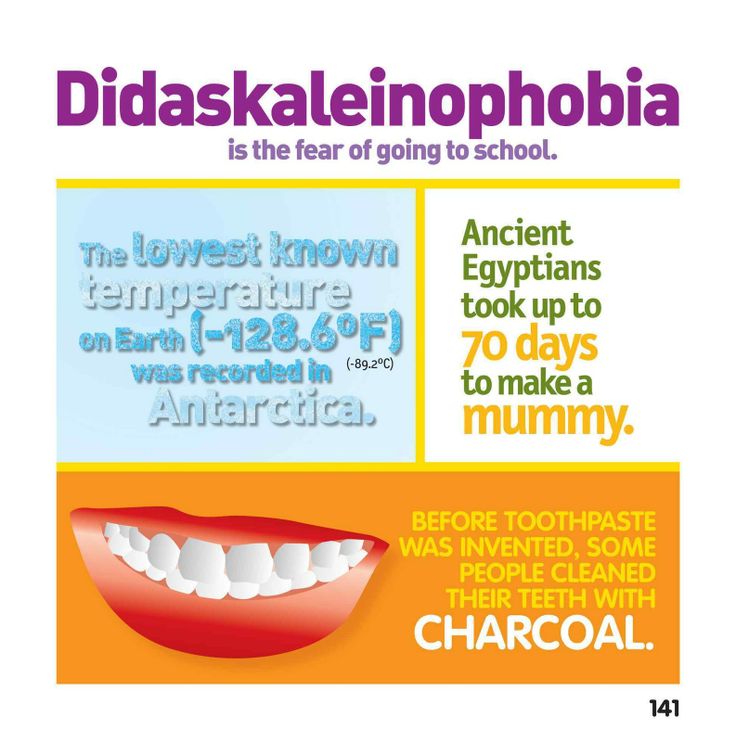 Didaskaleinophobia
is the fear of going to school.
The lowest known
temperature
on Earth (-128.6ºF)
(-89.2ºC)
was recorded in
Antarctica.
Ancient
Egyptians
took up to
70 days
to make a
mummy.
BEFORE TOOTHPASTE
WAS INVENTED, SOME
PEOPLE CLEANED
THEIR TEETH WITH
CHARCOAL.
141